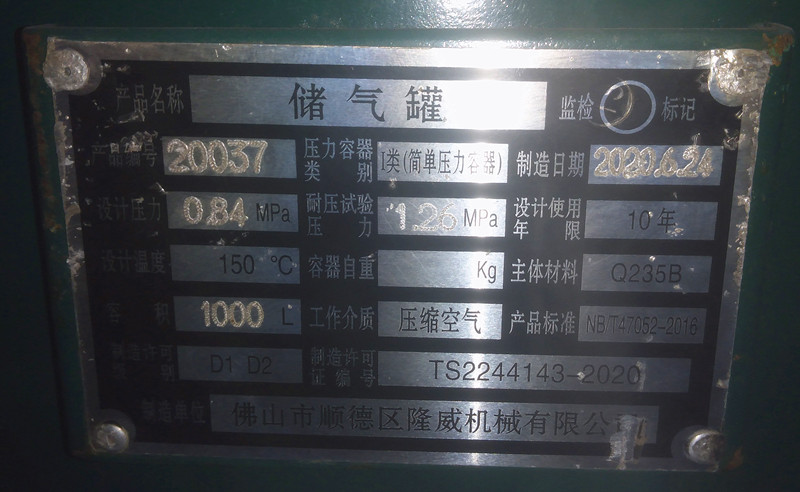 产品名称 储气罐 监检 标记
产品编号 20037 压力容器类别 I类(简单压力容器) 制造日期 2020.6.24
设计压力 0.84 MPa 耐压试验压力 1.26 MPa 设计使用年限 10年
设计温度 150 ℃ 容器自重 Kg 主体材料 Q235B
容积 1000 L 工作介质 压缩空气 产品标准 NB/T47052-2016
制造许可级别 D1 D2 制造许可证编号 TS2244143-2020
制造单位 佛山市顺德区隆威机械有限公司